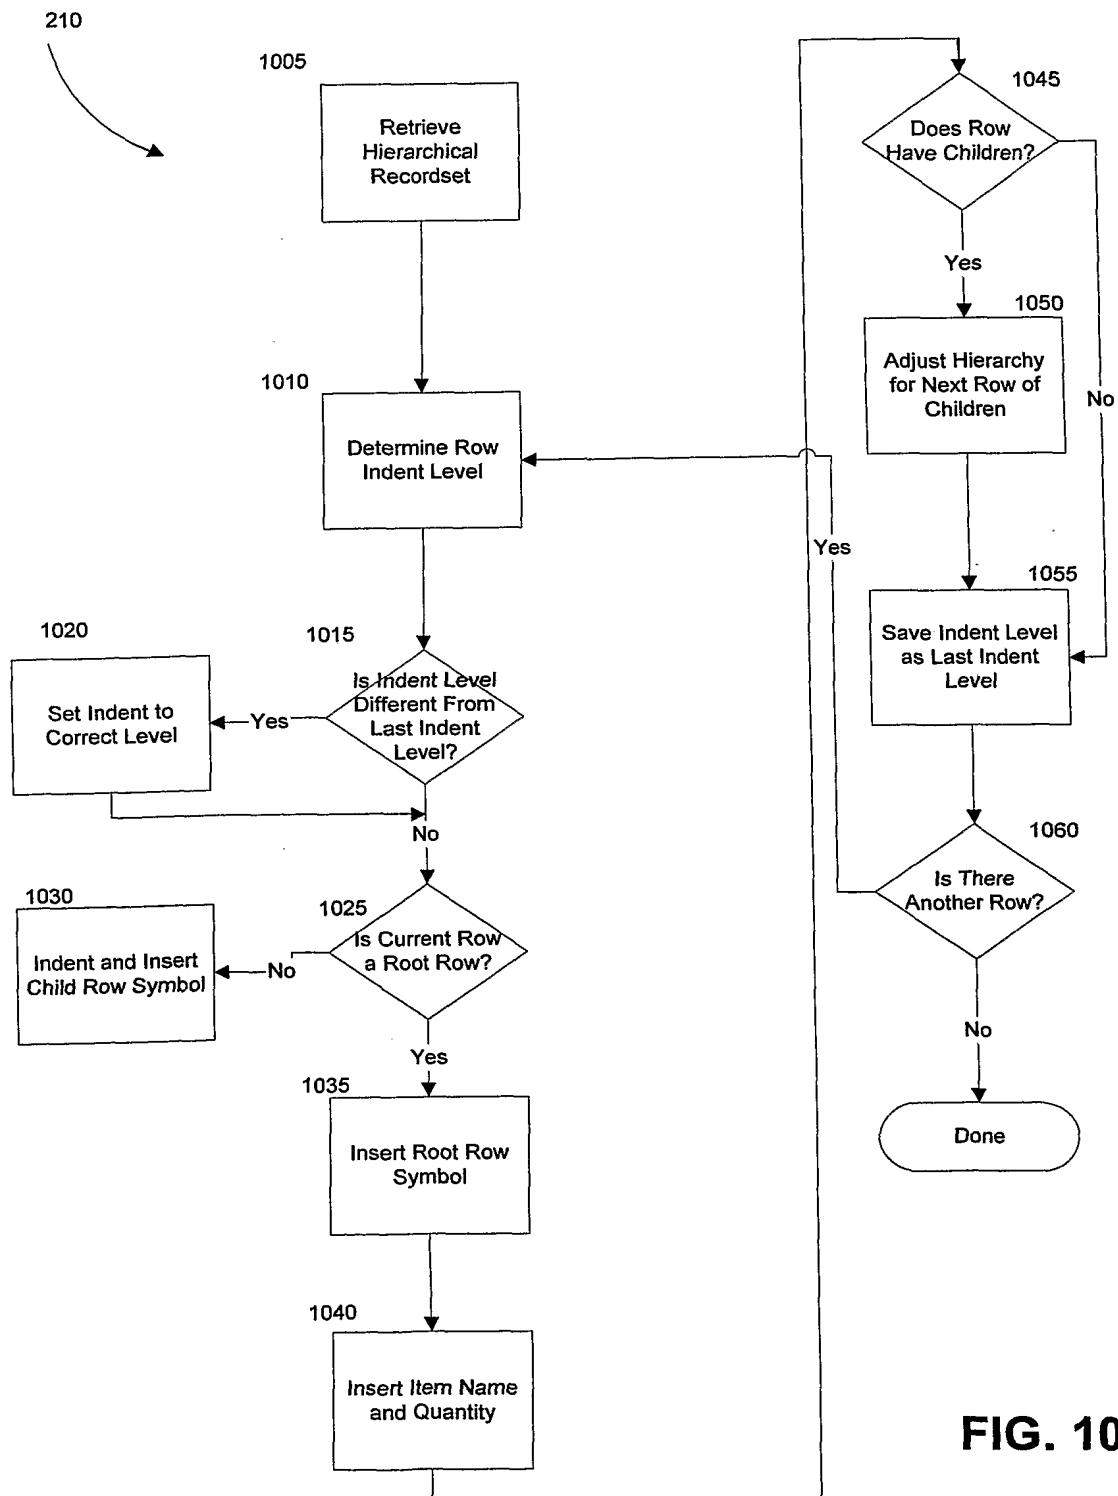 210
1005
Retrieve
Hierarchical
Recordset
1010
Determine Row
Indent Level
1015
Is Indent Level
Different From
Last Indent
Level?
Yes
1020
Set Indent to
Correct Level
No
1025
Is Current Row
a Root Row?
No
1030
Indent and Insert
Child Row Symbol
Yes
1035
Insert Root Row
Symbol
1040
Insert Item Name
and Quantity
1045
Does Row
Have Children?
Yes
No
1050
Adjust Hierarchy
for Next Row of
Children
1055
Save Indent Level
as Last Indent
Level
1060
Is There
Another Row?
Yes
No
Done
FIG. 10